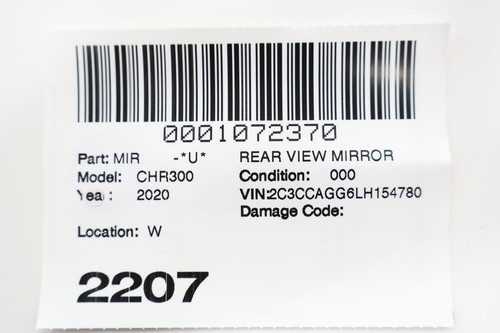 0001072370
Part: MIR -*U* REAR VIEW MIRROR
Model: CHR300 Condition: 000
Year: 2020 VIN:2C3CCAGG6LH154780
Damage Code:
Location: W
2207